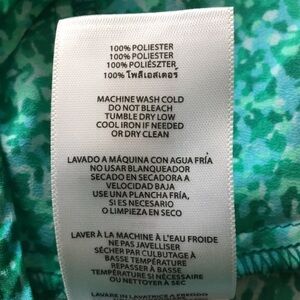 100% POLIESTER
100% POLIESTER
100% POLIÉSZTER
100% โพลีเอสเตอร์
MACHINE WASH COLD
DO NOT BLEACH
TUMBLE DRY LOW
COOL IRON IF NEEDED
OR DRY CLEAN
LAVADO A MÁQUINA CON AGUA FRÍA
NO USAR BLANQUEADOR
SECADO EN SECADORA A
VELOCIDAD BAJA
USE UNA PLANCHA FRÍA,
SI ES NECESARIO
O LIMPIEZA EN SECO
LAVER À LA MACHINE À L'EAU FROIDE
NE PAS JAVELLISER
SÉCHER PAR CULBUTAGE À
BASSE TEMPÉRATURE
REPASSER À BASSE
TEMPÉRATURE SI NÉCESSAIRE
OU NETTOYER À SEC
LAVARE IN LAVATRICE A FREDDO